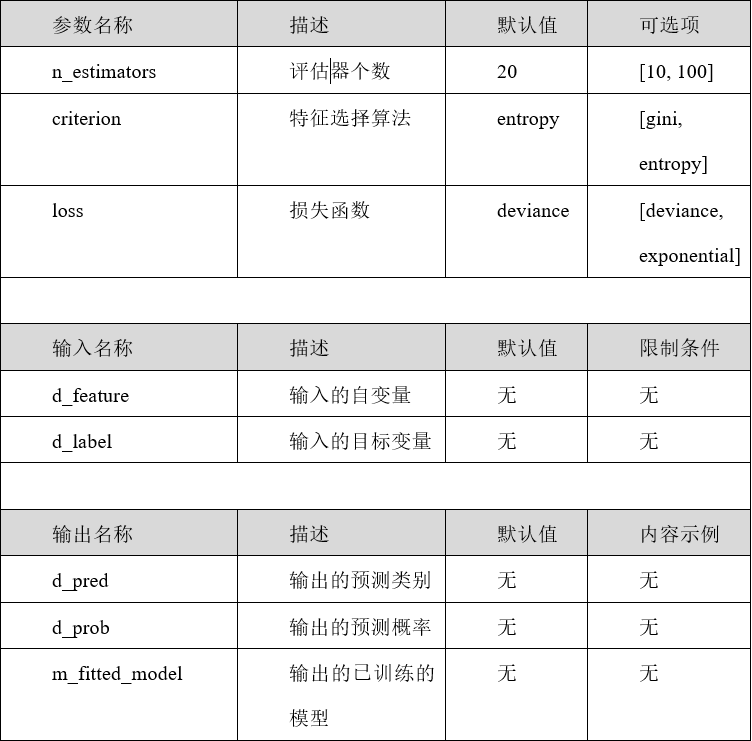 参数名称 描述 默认值 可选项
n_estimators 评估器个数 20 [10, 100]
criterion 特征选择算法 entropy [gini,
entropy]
loss 损失函数 deviance [deviance,
exponential]
输入名称 描述 默认值 限制条件
d_feature 输入的自变量 无 无
d_label 输入的目标变量 无 无
输出名称 描述 默认值 内容示例
d_pred 输出的预测类别 无 无
d_prob 输出的预测概率 无 无
m_fitted_model 输出的已训练的 无 无
模型